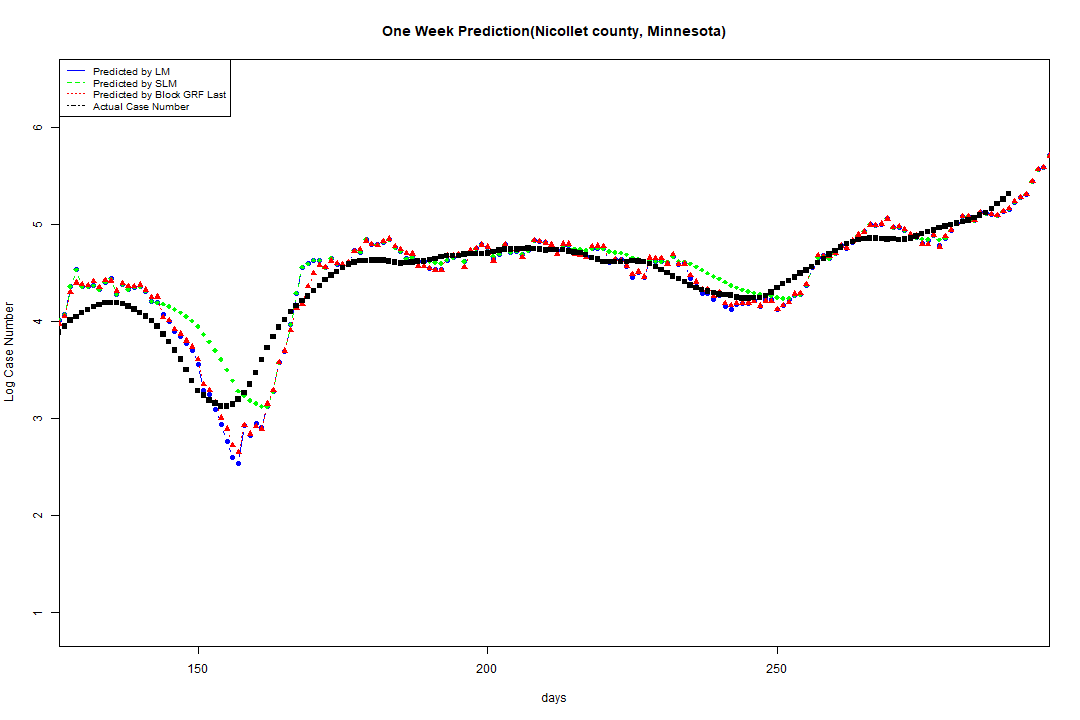 One Week Prediction(Nicollet county, Minnesota)
Predicted by LM
Predicted by SLM
Predicted by Block GRF Last
Actual Case Number
6
5
4
3
2
1
Log Case Number
150
200
250
days